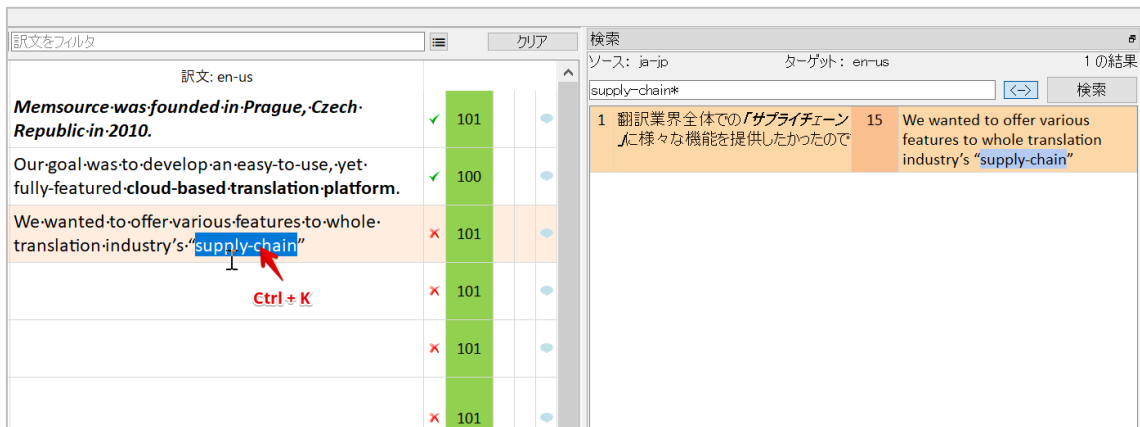 訳文をフィルタ
クリア
訳文: en-us
Memsource·was·founded·in·Prague,·Czech·
Republic·in·2010.
101
Our·goal·was·to·develop·an·easy-to-use,·yet·
fully-featured·cloud-based·translation·platform.
100
We·wanted·to·offer·various·features·to·whole·
translation·industry’s·“supply-chain”
101
Ctrl + K
101
101
101
検索
ソース: ja-jp
ターゲット: en-us
1 の結果
supply-chain*
<-->
検索
1
翻訳業界全体での「サプライチェーン
」に様々な機能を提供したかったので
15
We wanted to offer various
features to whole translation
industry’s “supply-chain”